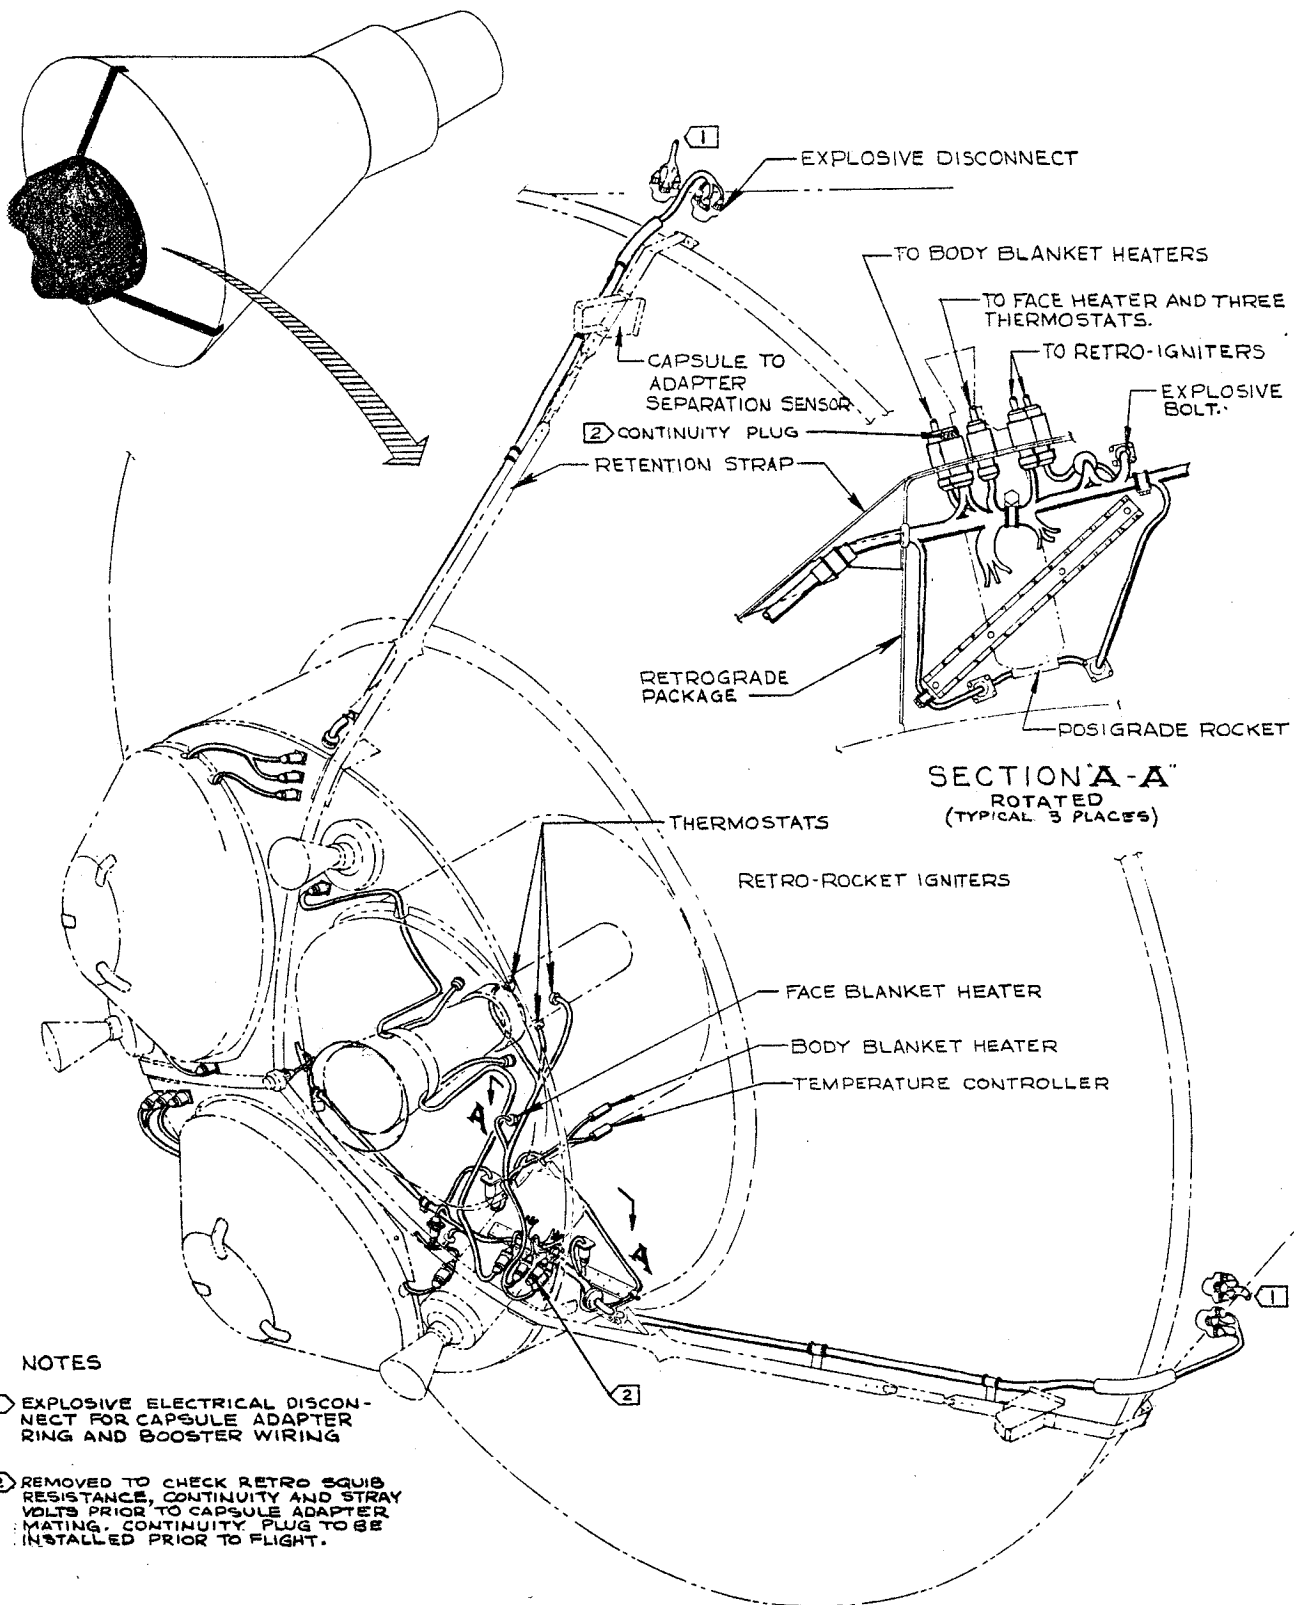 1
EXPLOSIVE DISCONNECT
TO BODY BLANKET HEATERS
TO FACE HEATER AND THREE
THERMOSTATS.
TO RETRO-IGNITERS
EXPLOSIVE
BOLT.
CAPSULE TO
ADAPTER
SEPARATION SENSOR
2 CONTINUITY PLUG
RETENTION STRAP
RETROGRADE
PACKAGE
POSIGRADE ROCKET
SECTION "A-A"
ROTATED
(TYPICAL 3 PLACES)
THERMOSTATS
RETRO-ROCKET IGNITERS
FACE BLANKET HEATER
BODY BLANKET HEATER
TEMPERATURE CONTROLLER
A
A
1
2
NOTES
EXPLOSIVE ELECTRICAL DISCON-
NECT FOR CAPSULE ADAPTER
RING AND BOOSTER WIRING
2 REMOVED TO CHECK RETRO SQUIB
RESISTANCE, CONTINUITY AND STRAY
VOLTS PRIOR TO CAPSULE ADAPTER
MATING. CONTINUITY PLUG TO BE
INSTALLED PRIOR TO FLIGHT.